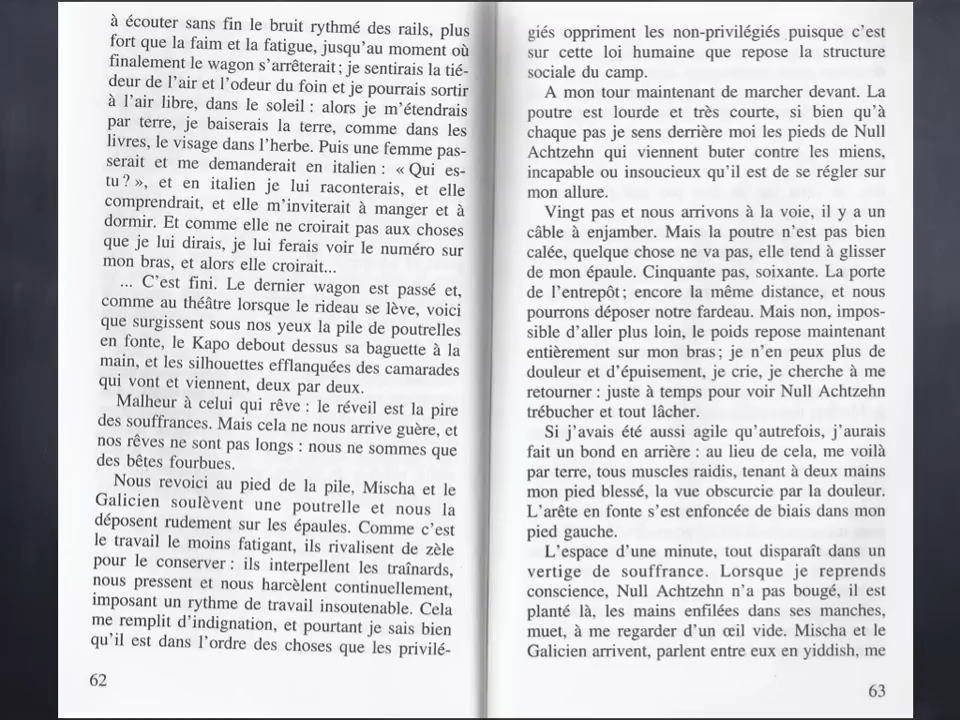 à écouter sans fin le bruit rythmé des rails, plus
fort que la faim et la fatigue, jusqu'au moment où
finalement le wagon s'arrêterait ; je sentirais la tié-
deur de l'air et l'odeur du foin et je pourrais sortir
à l'air libre, dans le soleil : alors je m'étendrais
par terre, je baiserais la terre, comme dans les
livres, le visage dans l'herbe. Puis une femme pas-
serait et me demanderait en italien : « Qui es-
tu ? », et en italien je lui raconterais, et elle
comprendrait, et elle m'inviterait à manger et à
dormir. Et comme elle ne croirait pas aux choses
que je lui dirais, je lui ferais voir le numéro sur
mon bras, et alors elle croirait...
... C'est fini. Le dernier wagon est passé et,
comme au théâtre lorsque le rideau se lève, voici
que surgissent sous nos yeux la pile de poutrelles
en fonte, le Kapo debout dessus sa baguette à la
main, et les silhouettes efflanquées des camarades
qui vont et viennent, deux par deux.
Malheur à celui qui rêve : le réveil est la pire
des souffrances. Mais cela ne nous arrive guère, et
nos rêves ne sont pas longs : nous ne sommes que
des bêtes fourbues.
Nous revoici au pied de la pile, Mischa et le
Galicien soulèvent une poutrelle et nous la
déposent rudement sur les épaules. Comme c'est
le travail le moins fatigant, ils rivalisent de zèle
pour le conserver : ils interpellent les traînards,
nous pressent et nous harcèlent continuellement,
imposant un rythme de travail insoutenable. Cela
me remplit d'indignation, et pourtant je sais bien
qu'il est dans l'ordre des choses que les privilé-
62
giés oppriment les non-privilégiés puisque c'est
sur cette loi humaine que repose la structure
sociale du camp.
A mon tour maintenant de marcher devant. La
poutre est lourde et très courte, si bien qu'à
chaque pas je sens derrière moi les pieds de Null
Achtzehn qui viennent buter contre les miens,
incapable ou insoucieux qu'il est de se régler sur
mon allure.
Vingt pas et nous arrivons à la voie, il y a un
câble à enjamber. Mais la poutre n'est pas bien
calée, quelque chose ne va pas, elle tend à glisser
de mon épaule. Cinquante pas, soixante. La porte
de l'entrepôt ; encore la même distance, et nous
pourrons déposer notre fardeau. Mais non, impos-
sible d'aller plus loin, le poids repose maintenant
entièrement sur mon bras ; je n'en peux plus de
douleur et d'épuisement, je crie, je cherche à me
retourner : juste à temps pour voir Null Achtzehn
trébucher et tout lâcher.
Si j'avais été aussi agile qu'autrefois, j'aurais
fait un bond en arrière : au lieu de cela, me voilà
par terre, tous muscles raidis, tenant à deux mains
mon pied blessé, la vue obscurcie par la douleur.
L'arête en fonte s'est enfoncée de biais dans mon
pied gauche.
L'espace d'une minute, tout disparaît dans un
vertige de souffrance. Lorsque je reprends
conscience, Null Achtzehn n'a pas bougé, il est
planté là, les mains enfilées dans ses manches,
muet, à me regarder d'un œil vide. Mischa et le
Galicien arrivent, parlent entre eux en yiddish, me
63